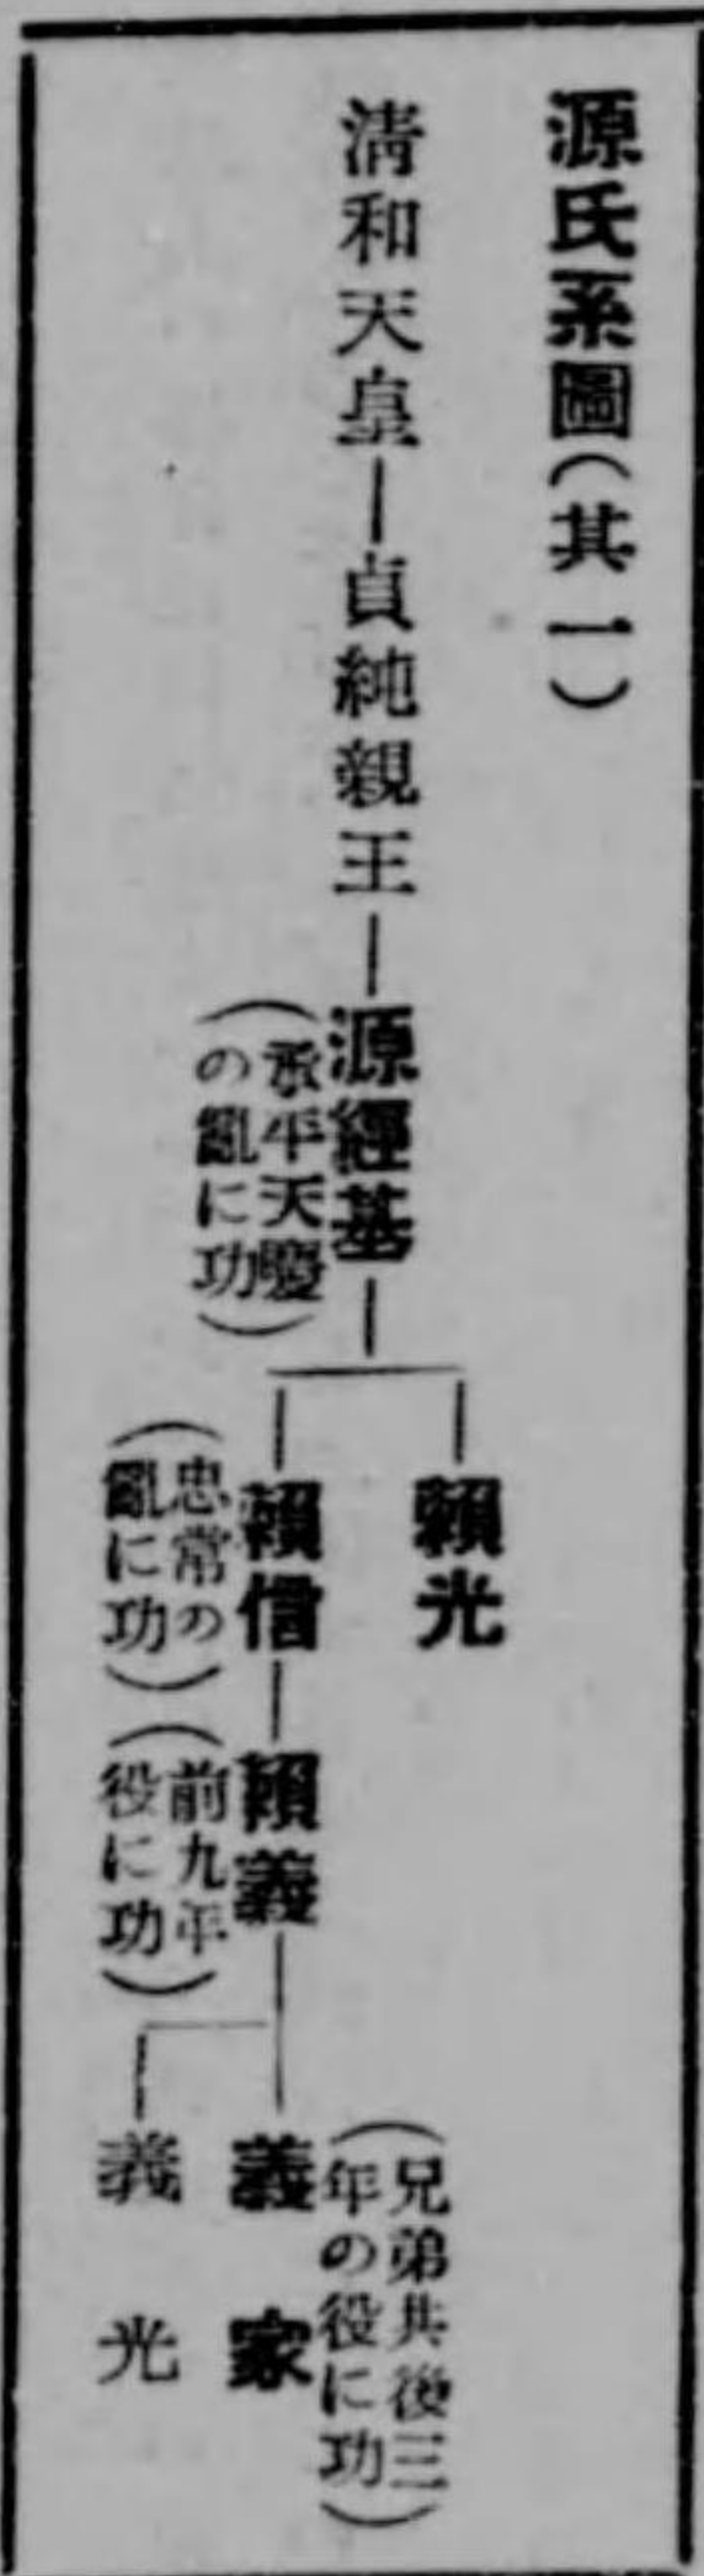 源氏系圖(其一)
淸和天皇—貞純親王—源經基
(承平天慶
の亂に功)
賴光
賴信—賴義
(忠常の
亂に功)
(前九年
役に功)
(兄弟共後三
年の役に功)
義家
義光